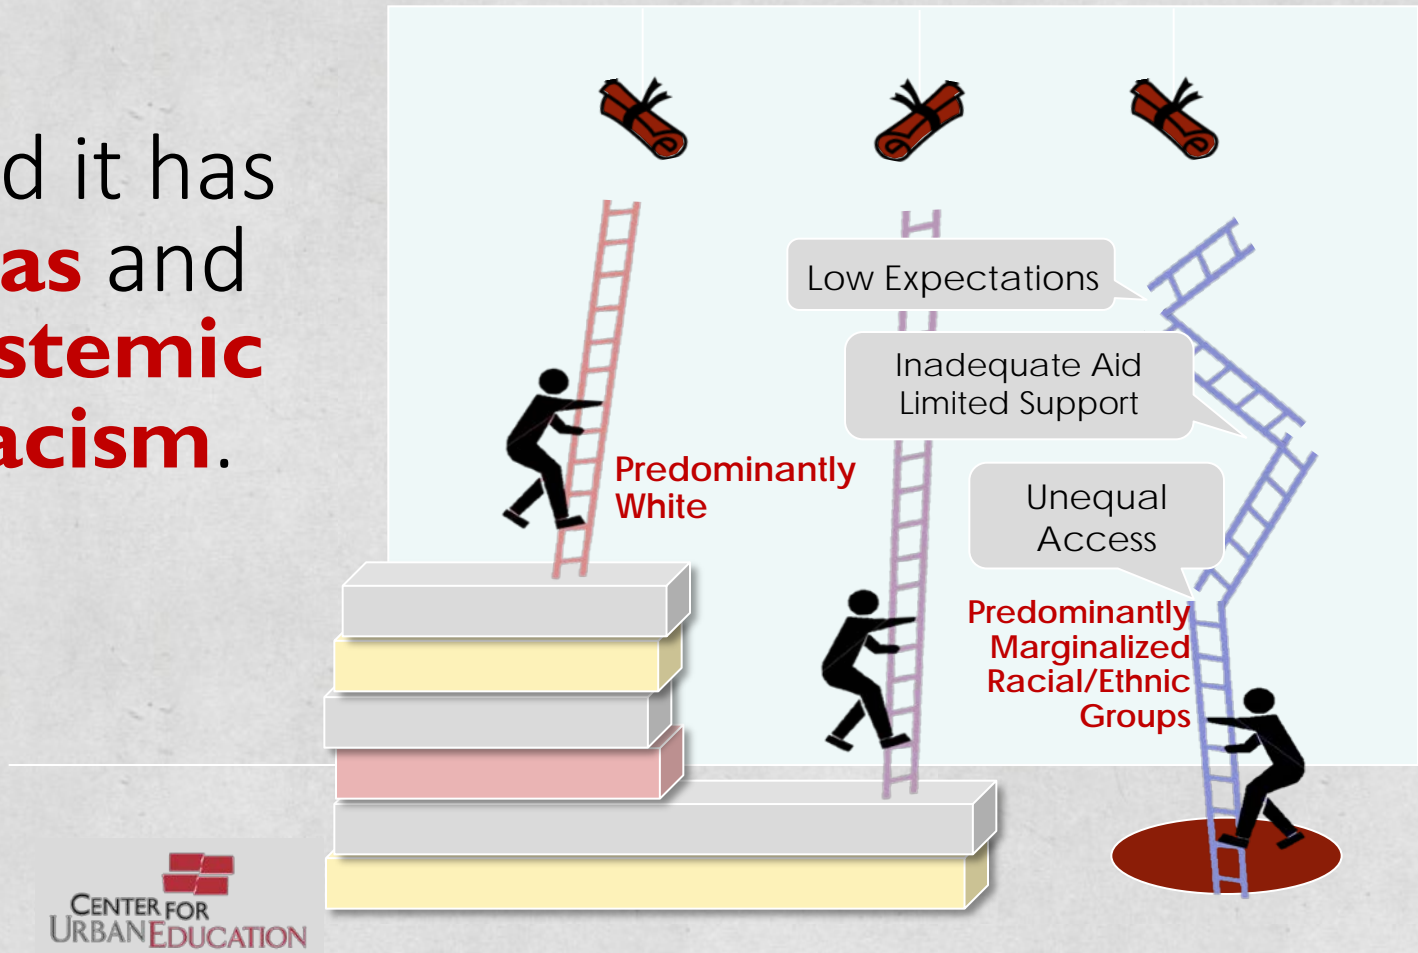 d it has
as and
stemic
acism.
Low Expectations
Inadequate Aid
Limited Support
Unequal
Access
Predominantly
White
Predominantly
Marginalized
Racial/Ethnic
Groups
CENTER FOR
URBAN EDUCATION